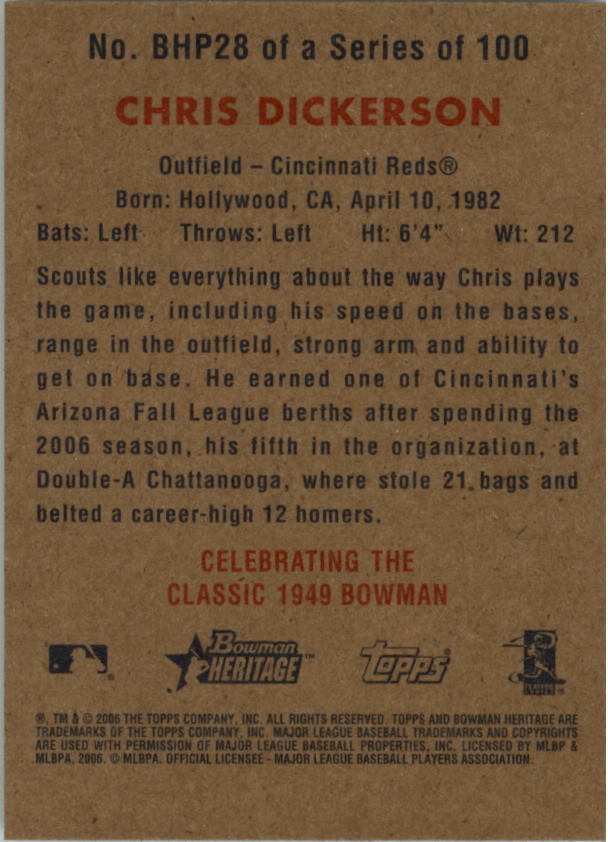 No. BHP28 of a Series of 100
CHRIS DICKERSON
Outfield – Cincinnati Reds®
Born: Hollywood, CA, April 10, 1982
Bats: Left Throws: Left Ht: 6'4" Wt: 212
Scouts like everything about the way Chris plays
the game, including his speed on the bases,
range in the outfield, strong arm and ability to
get on base. He earned one of Cincinnati's
Arizona Fall League berths after spending the
2006 season, his fifth in the organization, at
Double-A Chattanooga, where stole 21 bags and
belted a career-high 12 homers.
CELEBRATING THE
CLASSIC 1949 BOWMAN
Bowman
HERITAGE™
Topps®
®, TM & © 2006 THE TOPPS COMPANY, INC. ALL RIGHTS RESERVED. TOPPS AND BOWMAN HERITAGE ARE
TRADEMARKS OF THE TOPPS COMPANY, INC. MAJOR LEAGUE BASEBALL TRADEMARKS AND COPYRIGHTS
ARE USED WITH PERMISSION OF MAJOR LEAGUE BASEBALL PROPERTIES, INC. LICENSED BY MLBP &
MLBPA, 2006. © MLBPA. OFFICIAL LICENSEE - MAJOR LEAGUE BASEBALL PLAYERS ASSOCIATION.